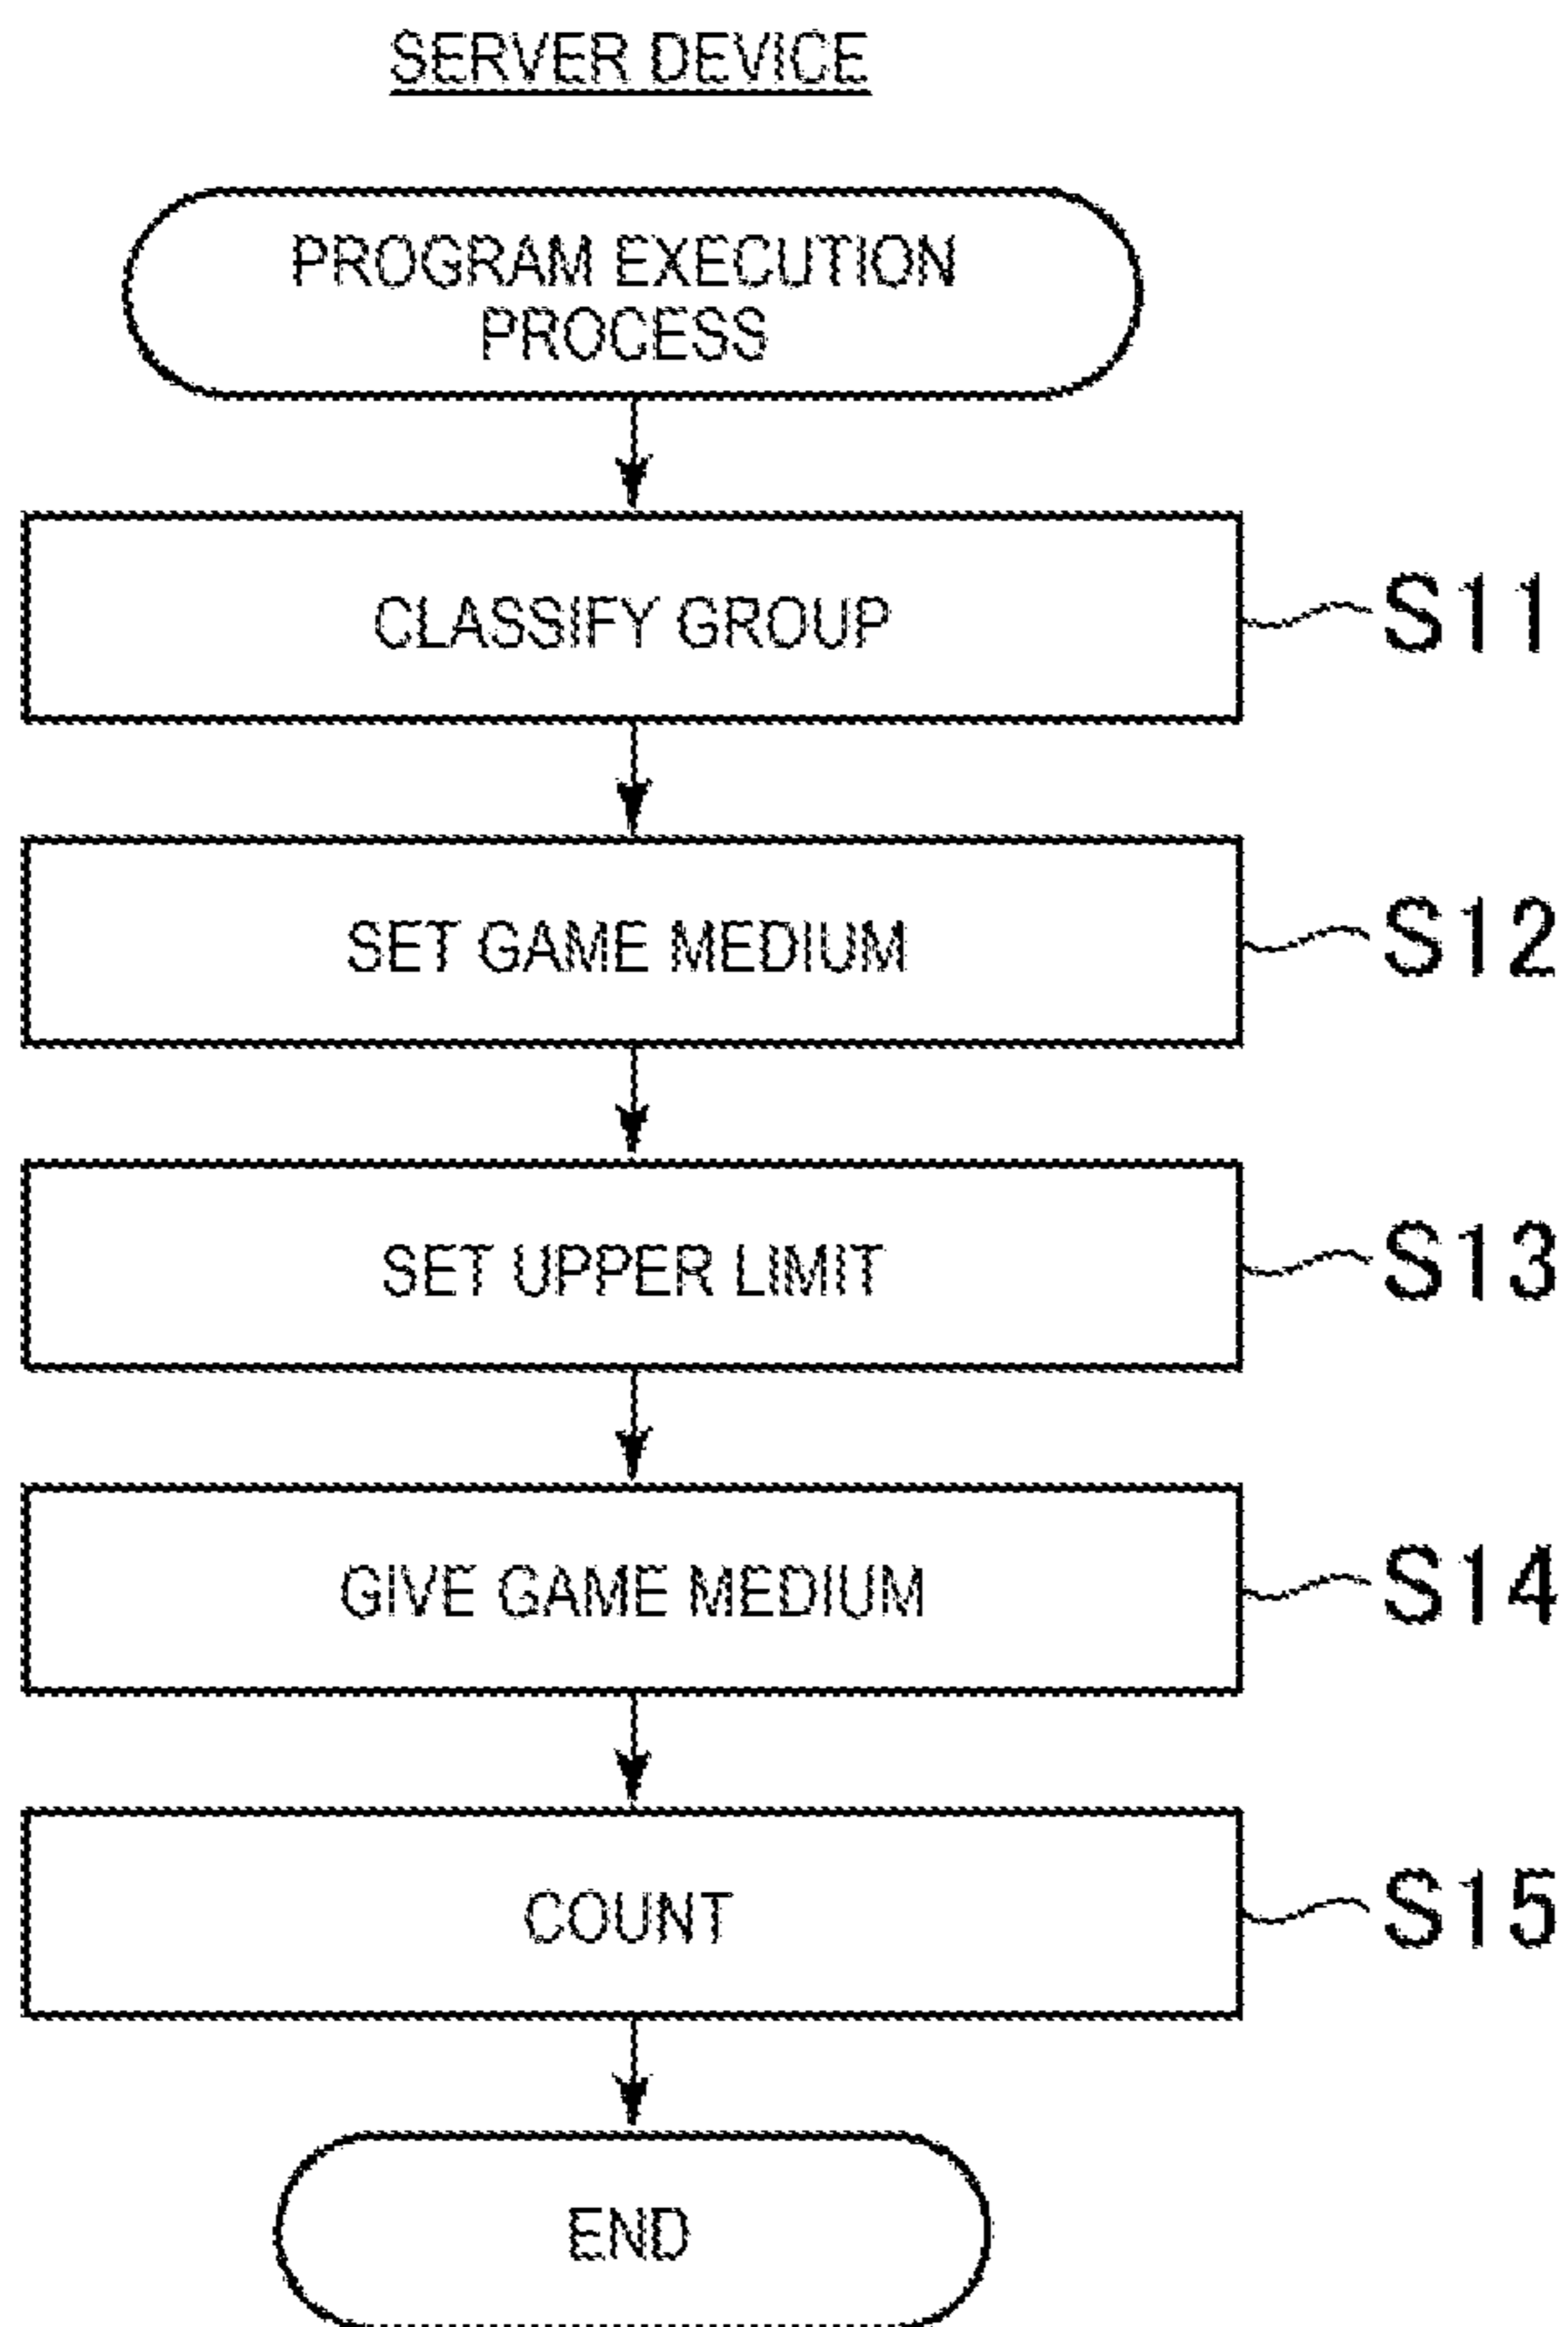 SERVER DEVICE
PROGRAM EXECUTION
PROCESS
CLASSIFY GROUP
S11
SET GAME MEDIUM
S12
SET UPPER LIMIT
S13
GIVE GAME MEDIUM
S14
COUNT
S15
END